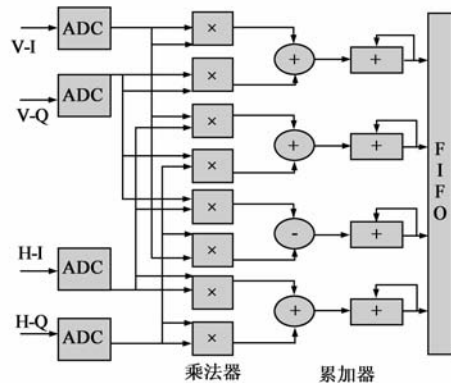 V-I
ADC
V-Q
ADC
H-I
ADC
H-Q
ADC
×
×
×
×
×
×
×
×
+
+
-
+
+
+
+
+
F
I
F
O
乘法器
累加器